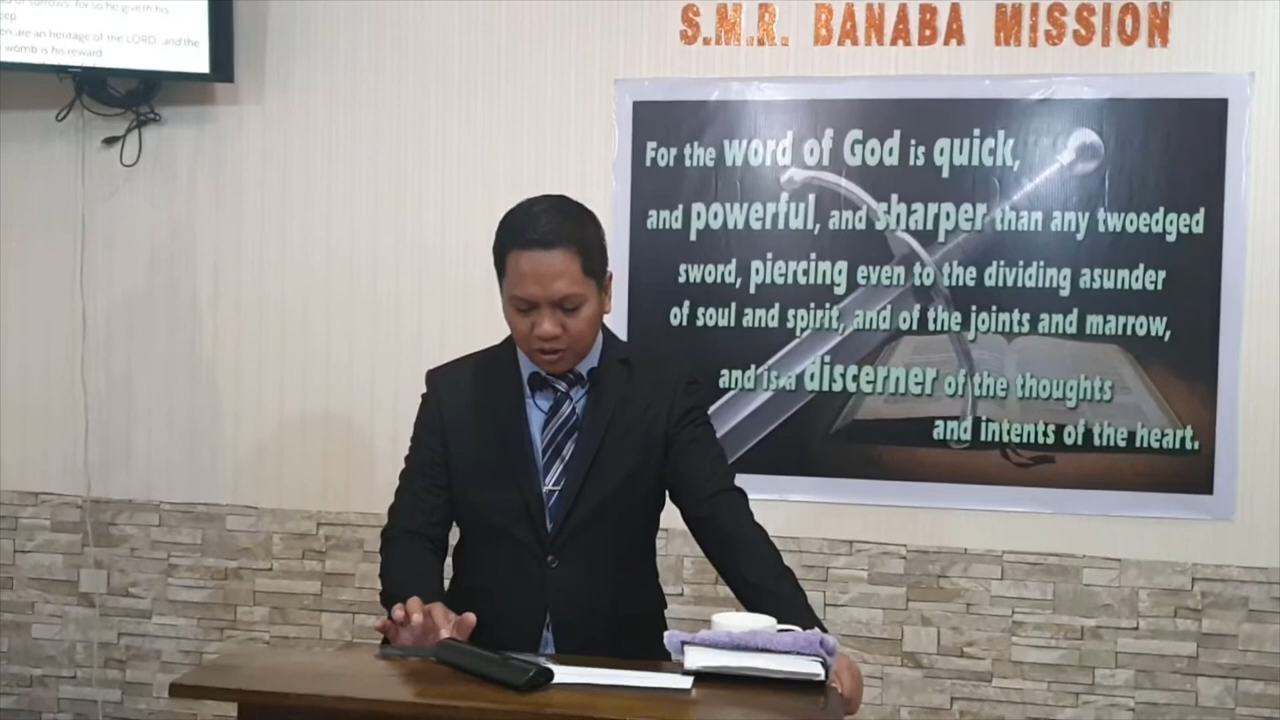 of sorrows: for so he giveth his
are an heritage of the LORD: and the
womb is his reward
S.M.R. BANABA MISSION
For the word of God is quick,
and powerful, and sharper than any twoedged
sword, piercing even to the dividing asunder
of soul and spirit, and of the joints and marrow,
and is a discerner of the thoughts
and intents of the heart.